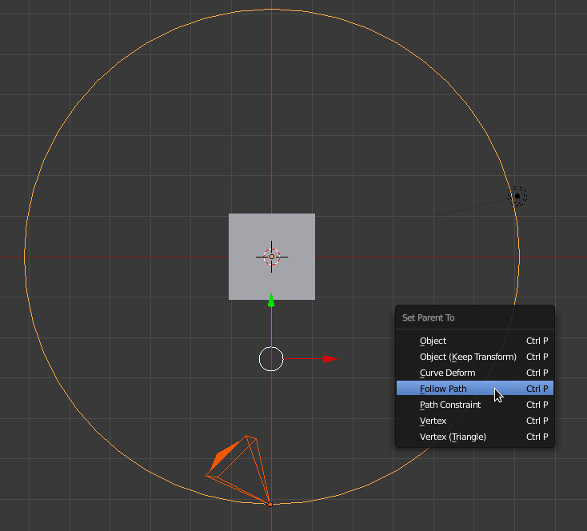 Set Parent To
Object Ctrl P
Object (Keep Transform) Ctrl P
Curve Deform Ctrl P
Follow Path Ctrl P
Path Constraint Ctrl P
Vertex Ctrl P
Vertex (Triangle) Ctrl P